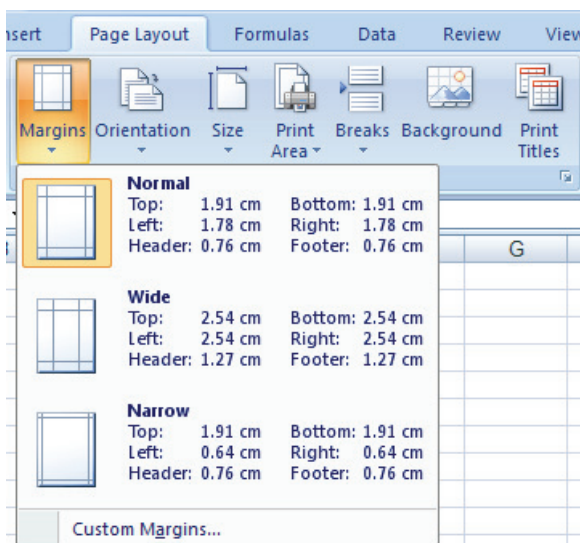 nsert Page Layout Formulas Data Review View
Margins Orientation Size Print Area Breaks Background Print Titles
Normal
Top: 1.91 cm Bottom: 1.91 cm
Left: 1.78 cm Right: 1.78 cm
Header: 0.76 cm Footer: 0.76 cm
G
Wide
Top: 2.54 cm Bottom: 2.54 cm
Left: 2.54 cm Right: 2.54 cm
Header: 1.27 cm Footer: 1.27 cm
Narrow
Top: 1.91 cm Bottom: 1.91 cm
Left: 0.64 cm Right: 0.64 cm
Header: 0.76 cm Footer: 0.76 cm
Custom Margins...